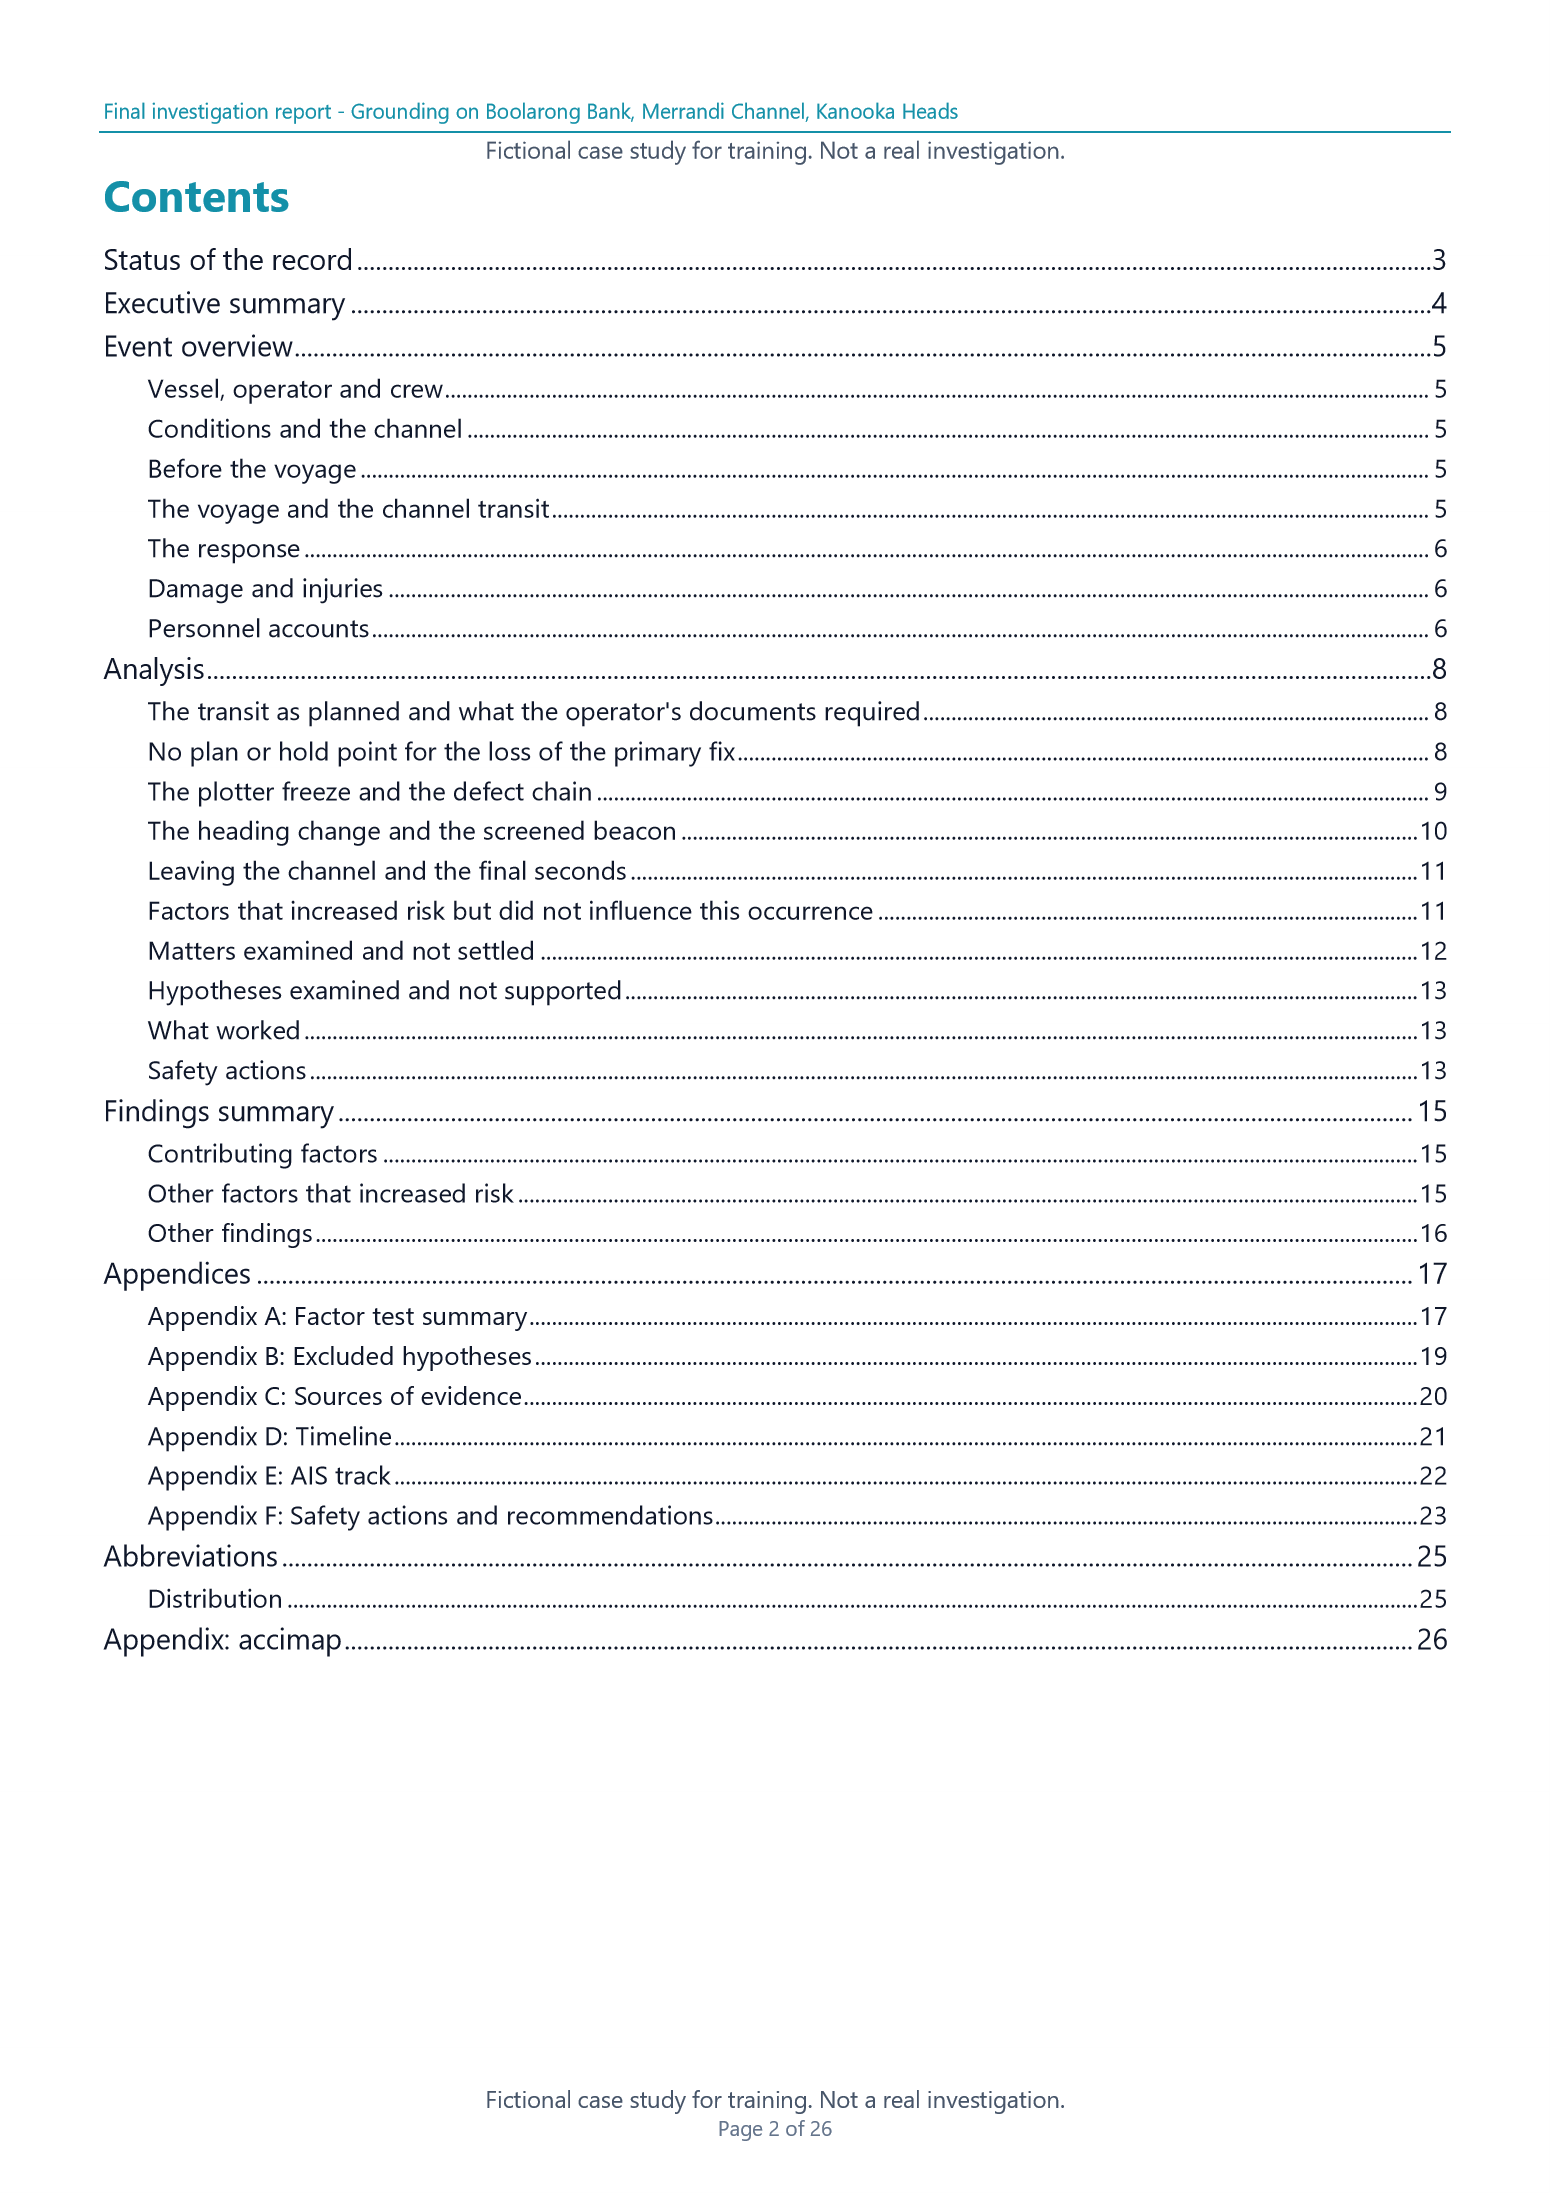 Final investigation report - Grounding on Boolarong Bank, Merrandi Channel, Kanooka Heads
Fictional case study for training. Not a real investigation.
Contents
Status of the record 3
Executive summary 4
Event overview 5
Vessel, operator and crew 5
Conditions and the channel 5
Before the voyage 5
The voyage and the channel transit 5
The response 6
Damage and injuries 6
Personnel accounts 6
Analysis 8
The transit as planned and what the operator's documents required 8
No plan or hold point for the loss of the primary fix 8
The plotter freeze and the defect chain 9
The heading change and the screened beacon 10
Leaving the channel and the final seconds 11
Factors that increased risk but did not influence this occurrence 11
Matters examined and not settled 12
Hypotheses examined and not supported 13
What worked 13
Safety actions 13
Findings summary 15
Contributing factors 15
Other factors that increased risk 15
Other findings 16
Appendices 17
Appendix A: Factor test summary 17
Appendix B: Excluded hypotheses 19
Appendix C: Sources of evidence 20
Appendix D: Timeline 21
Appendix E: AIS track 22
Appendix F: Safety actions and recommendations 23
Abbreviations 25
Distribution 25
Appendix: accimap 26
Fictional case study for training. Not a real investigation.
Page 2 of 26